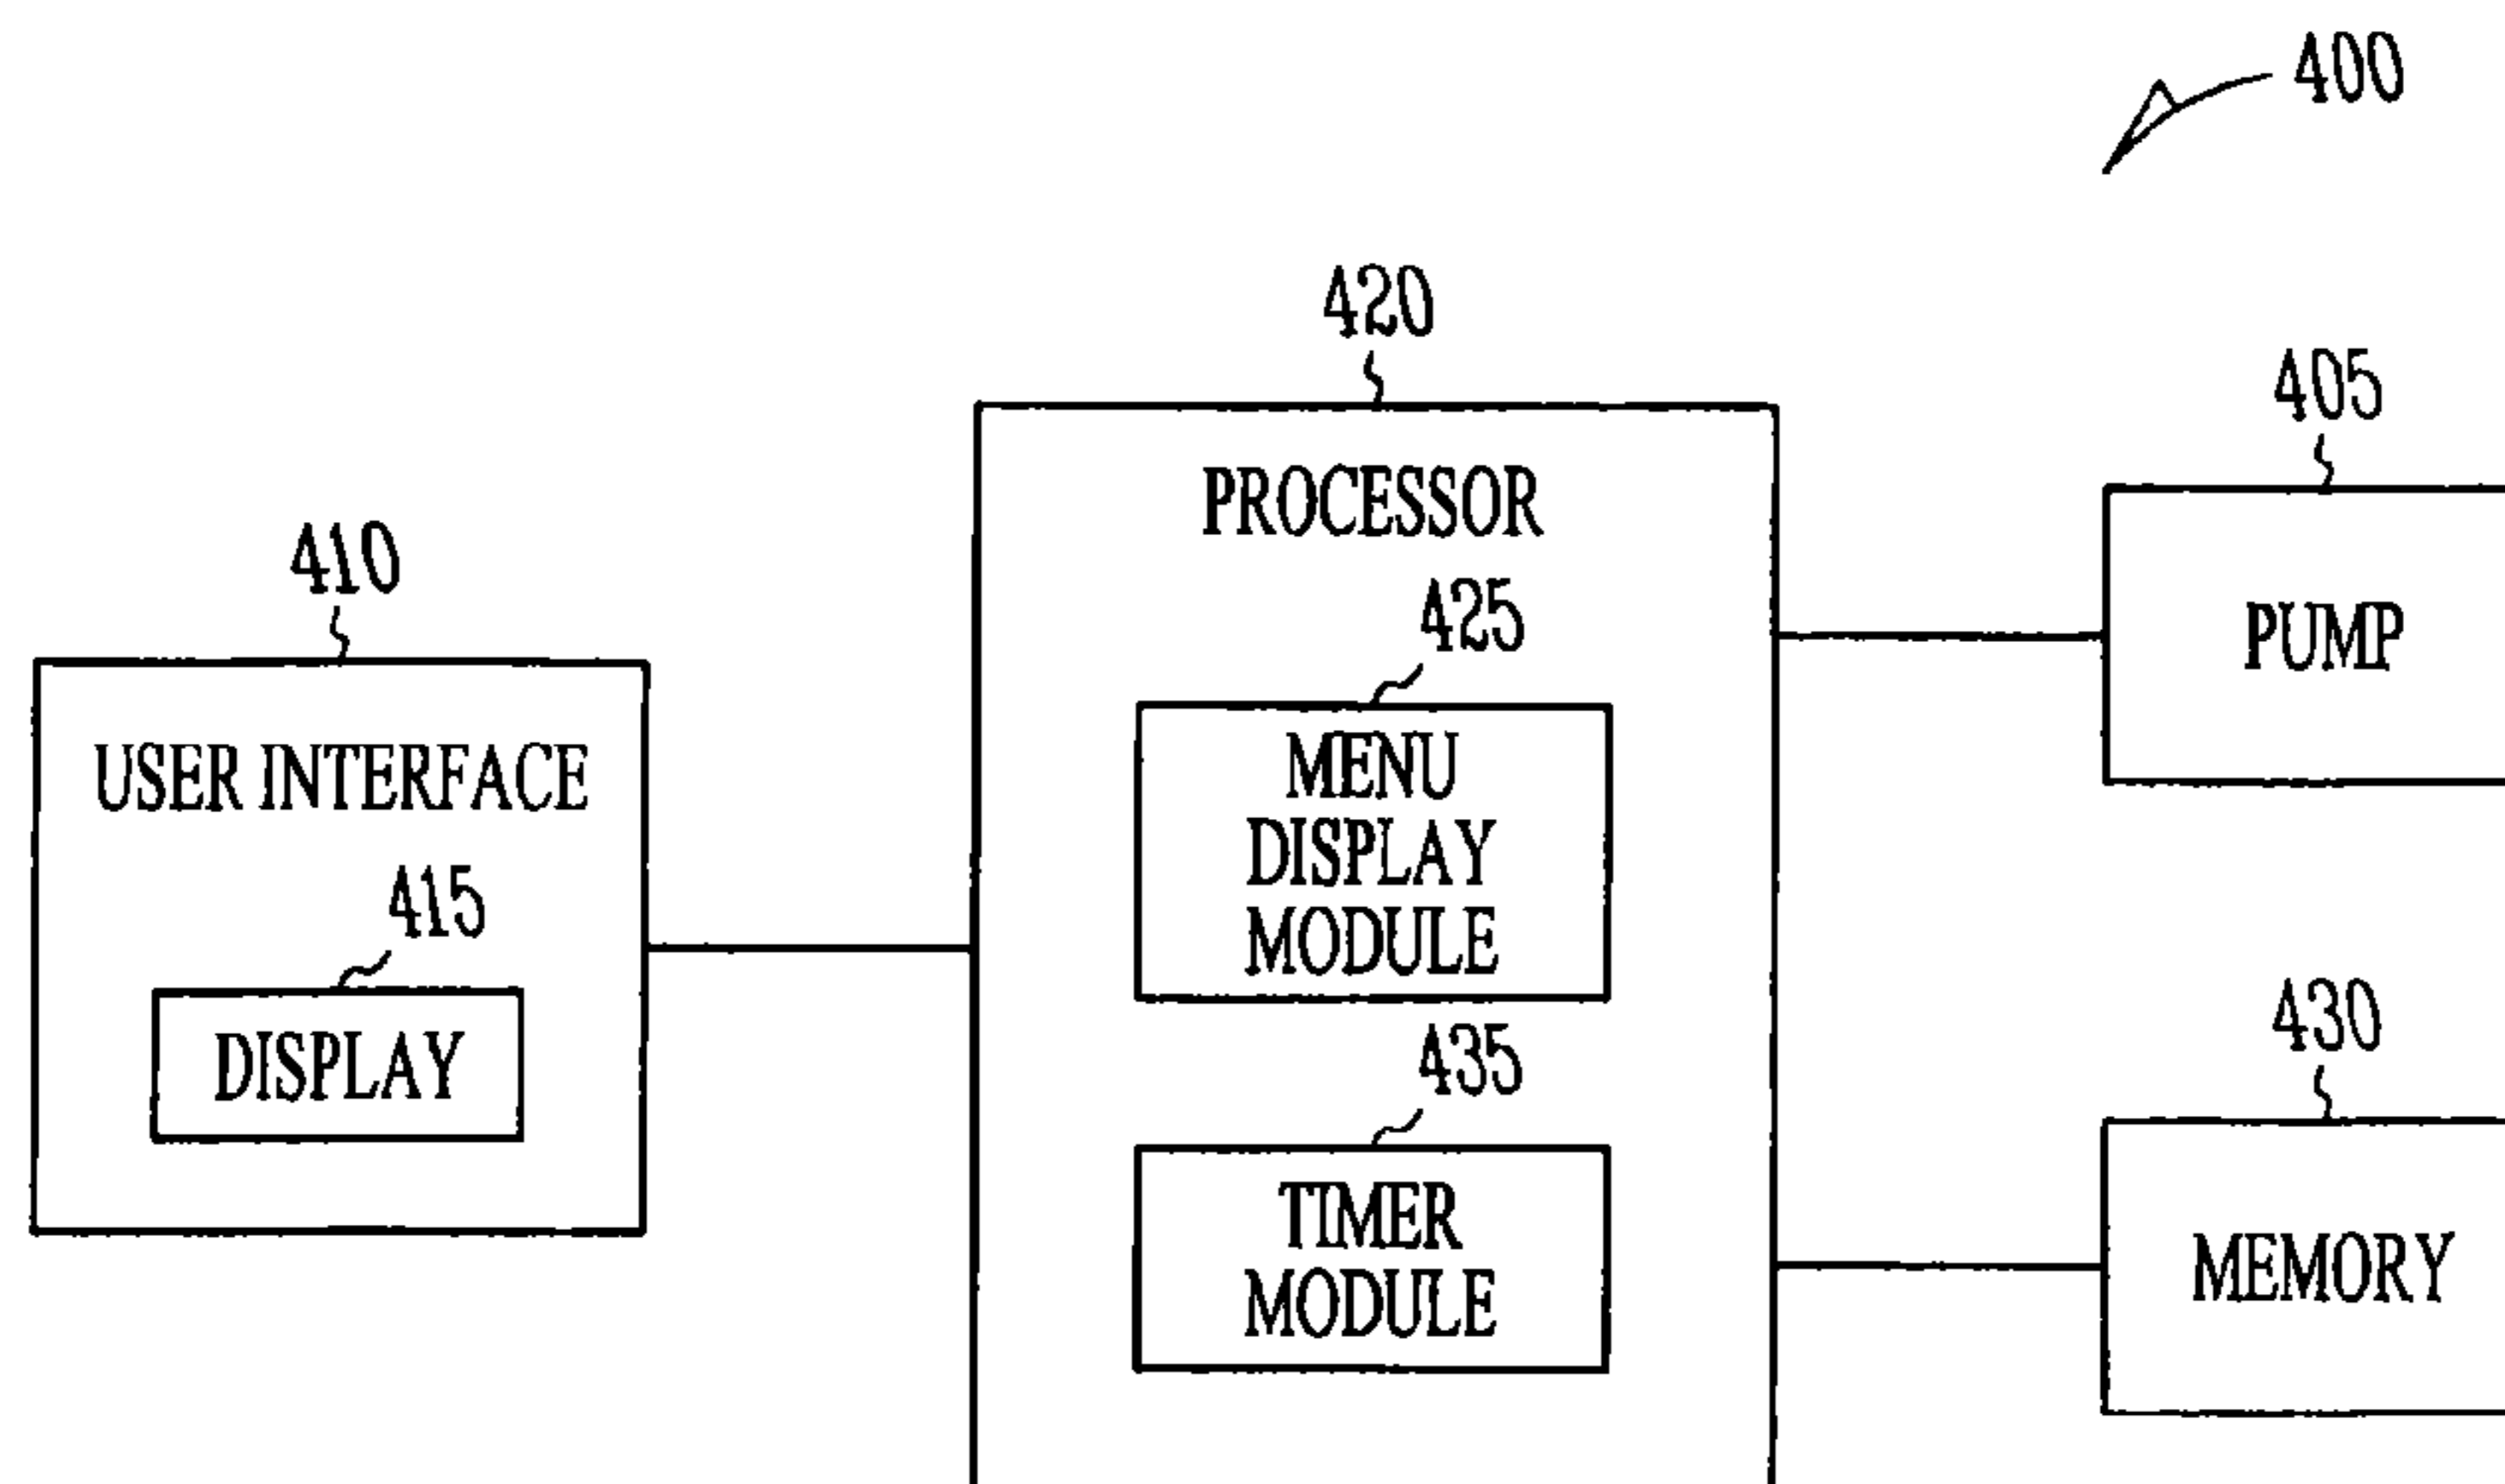 400
420
405
PROCESSOR
410
425
PUMP
USER INTERFACE
MENU
DISPLAY
MODULE
415
DISPLAY
430
435
TIMER
MODULE
MEMORY